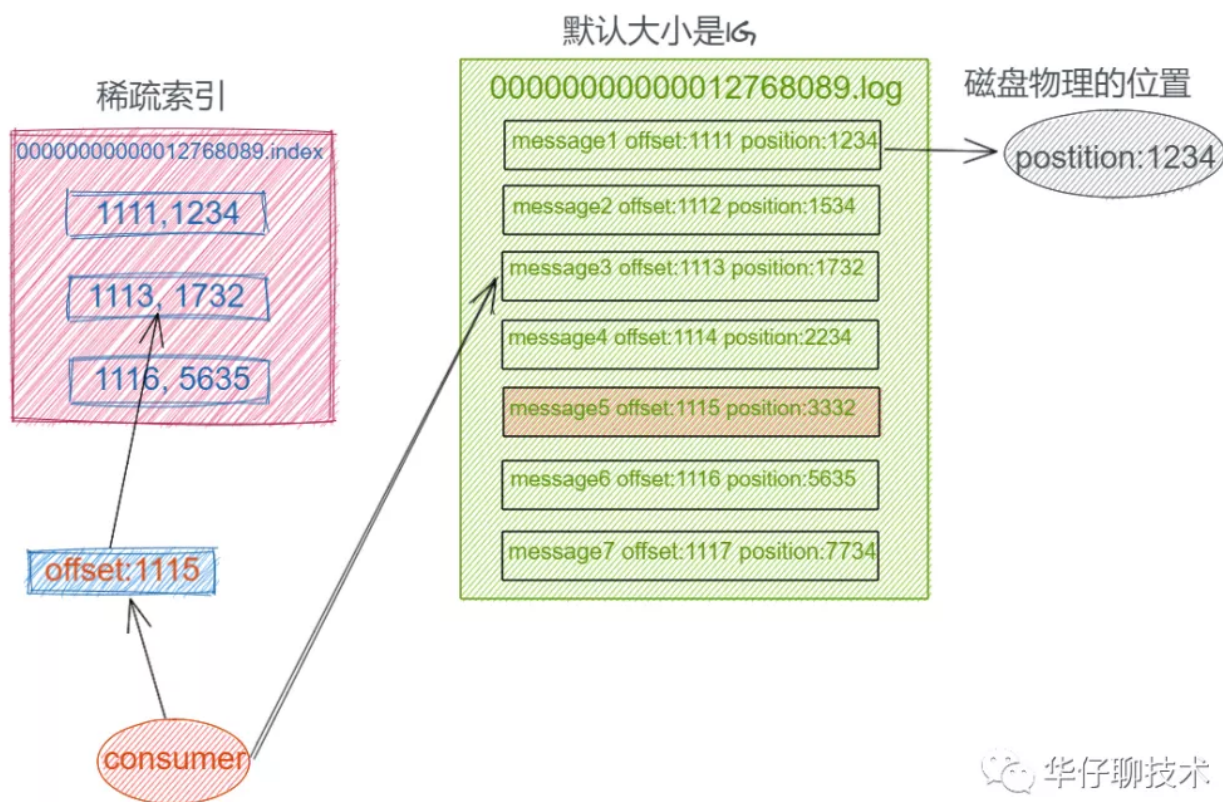 默认大小是1G
稀疏索引
00000000000012768089.index
1111,1234
1113, 1732
1116, 5635
offset:1115
consumer
00000000000012768089.log
message1 offset:1111 position:1234
message2 offset:1112 position:1534
message3 offset:1113 position:1732
message4 offset:1114 position:2234
message5 offset:1115 position:3332
message6 offset:1116 position:5635
message7 offset:1117 position:7734
磁盘物理的位置
postition:1234
华仔聊技术